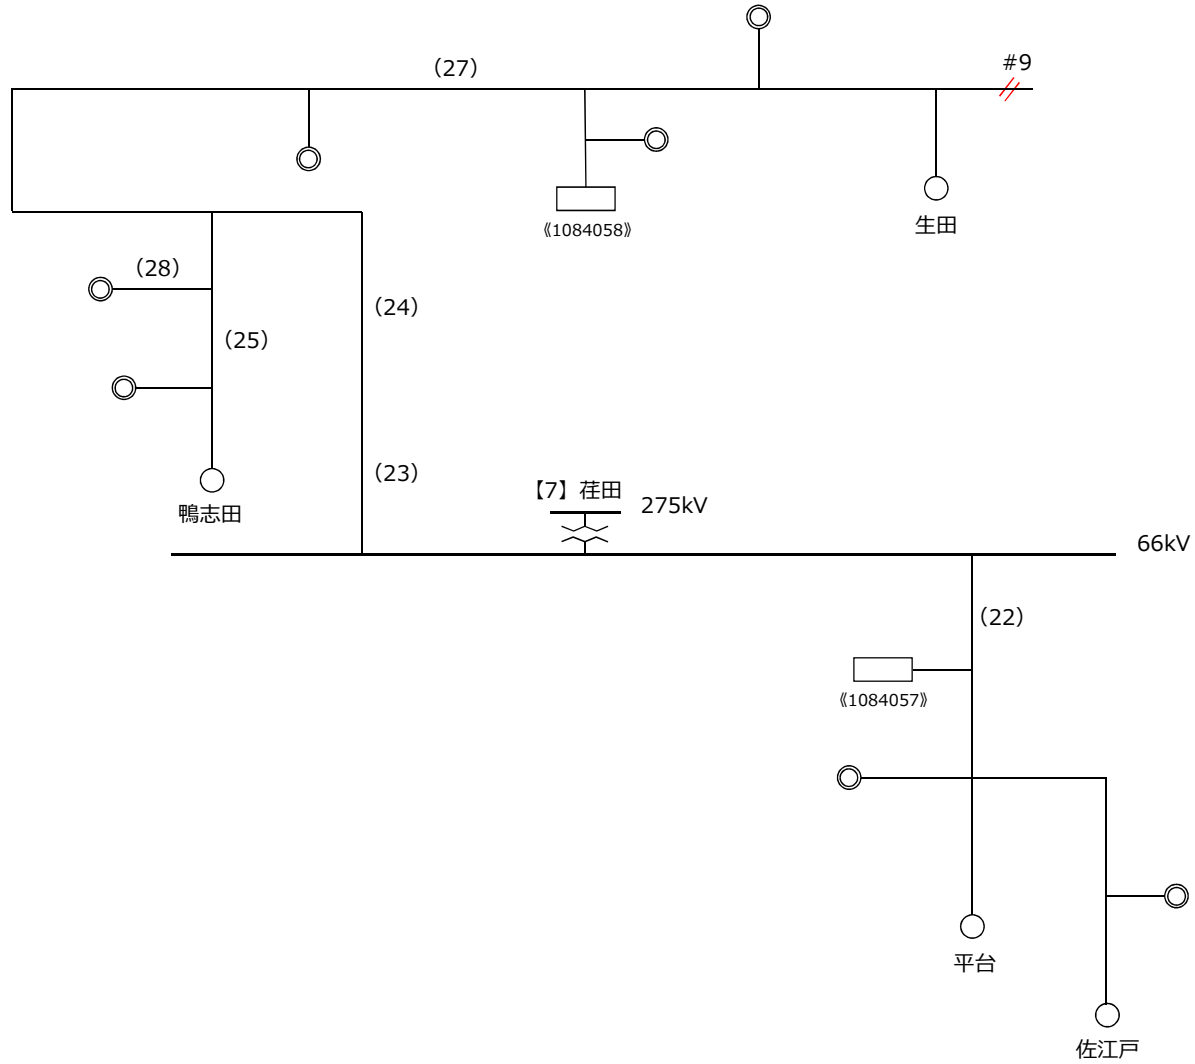 #9
（27）
《1084058》
生田
（28）
（24）
（25）
（23）
【7】荏田
275kV
鴨志田
66kV
（22）
《1084057》
平台
佐江戸